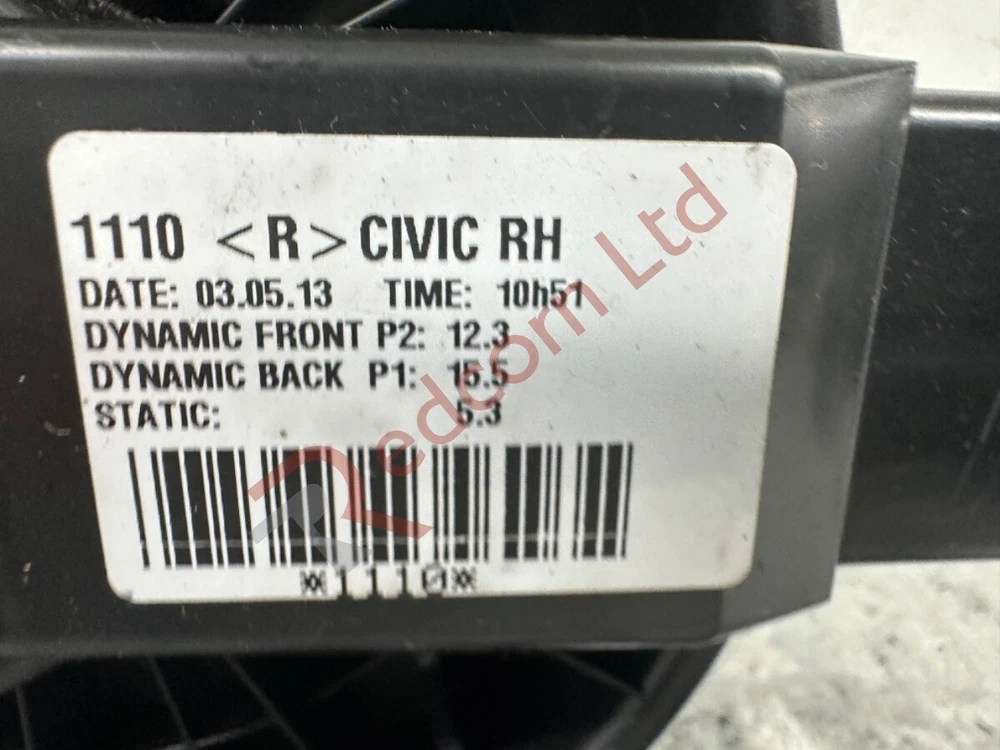 1110 <R> CIVIC RH
DATE: 03.05.13 TIME: 10h51
DYNAMIC FRONT P2: 12.3
DYNAMIC BACK P1: 15.5
STATIC: 5.3
*1110*
Redcom Ltd